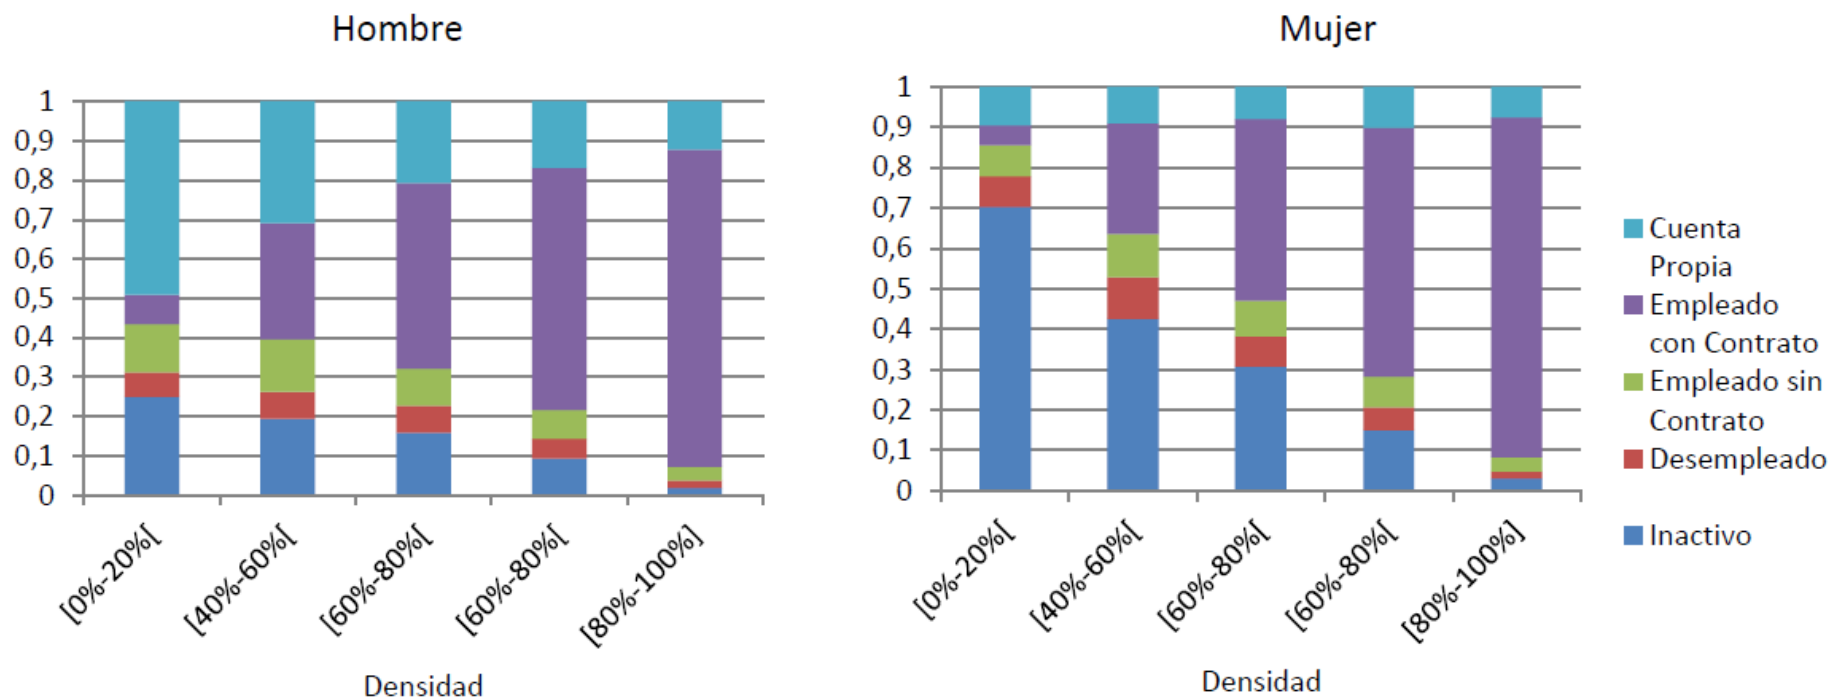 Hombre
1
0,9
0,8
0,7
0,6
0,5
0,4
0,3
0,2
0,1
0
[0%-20%[
[40%-60%[
[60%-80%[
[60%-80%[
[80%-100%]
Densidad
Mujer
1
0,9
0,8
0,7
0,6
0,5
0,4
0,3
0,2
0,1
0
[0%-20%[
[40%-60%[
[60%-80%[
[60%-80%[
[80%-100%]
Densidad
Cuenta
Propia
Empleado
con Contrato
Empleado sin
Contrato
Desempleado
Inactivo